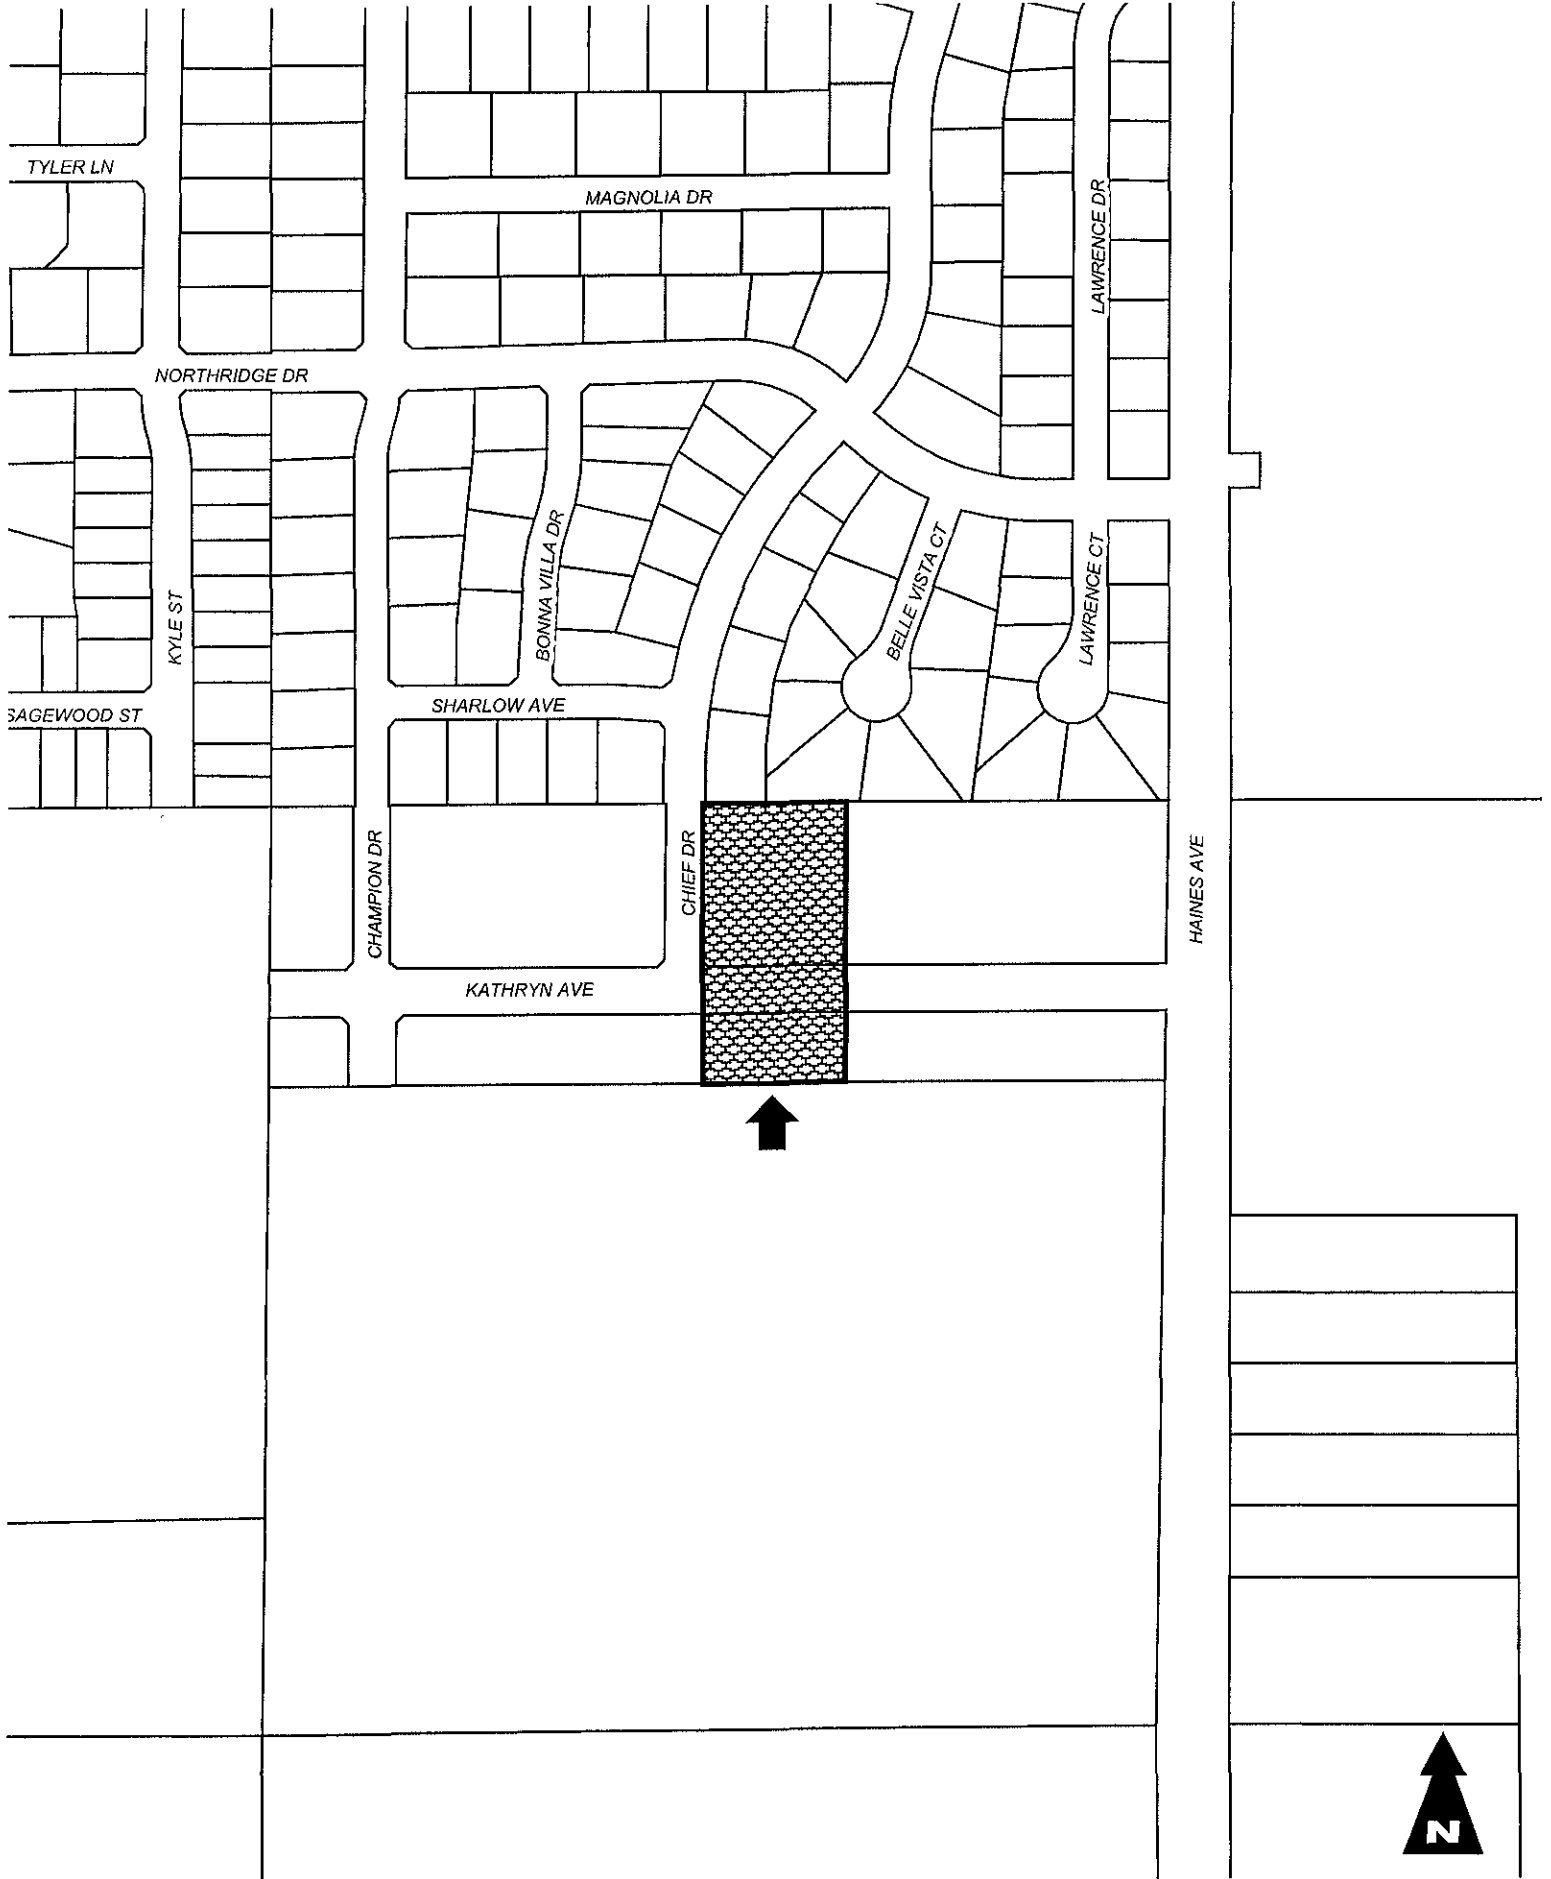 TYLER LN
MAGNOLIA DR
LAWRENCE DR
NORTHRIDGE DR
BONNA VILLA DR
BELLE VISTA CT
LAWRENCE CT
KYLE ST
SHARLOW AVE
SAGEWOOD ST
CHAMPION DR
CHIEF DR
HAINES AVE
KATHRYN AVE
N